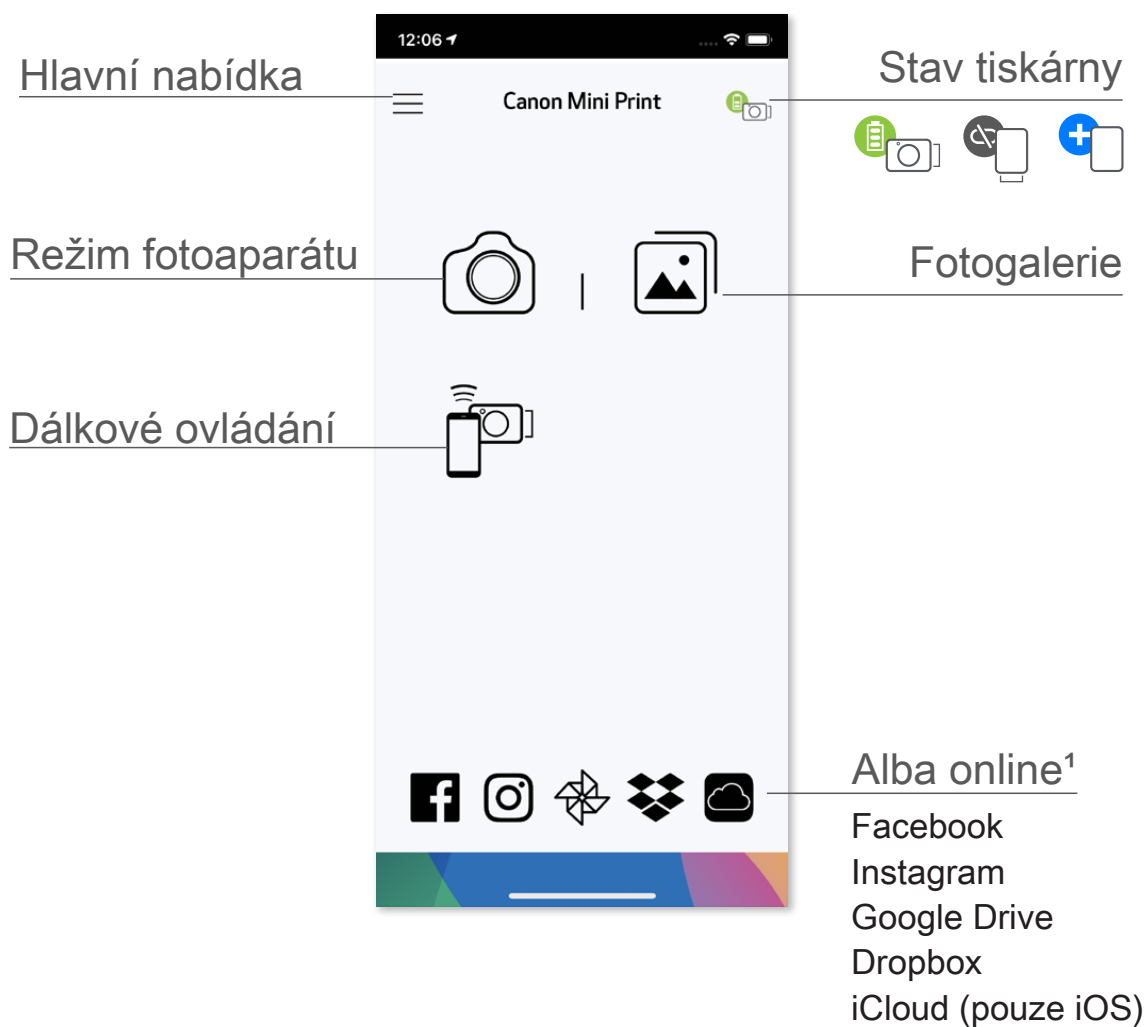 12:06
Hlavní nabídka
Canon Mini Print
Stav tiskárny
Režim fotoaparátu
Fotogalerie
Dálkové ovládání
Alba online¹
Facebook
Instagram
Google Drive
Dropbox
iCloud (pouze iOS)